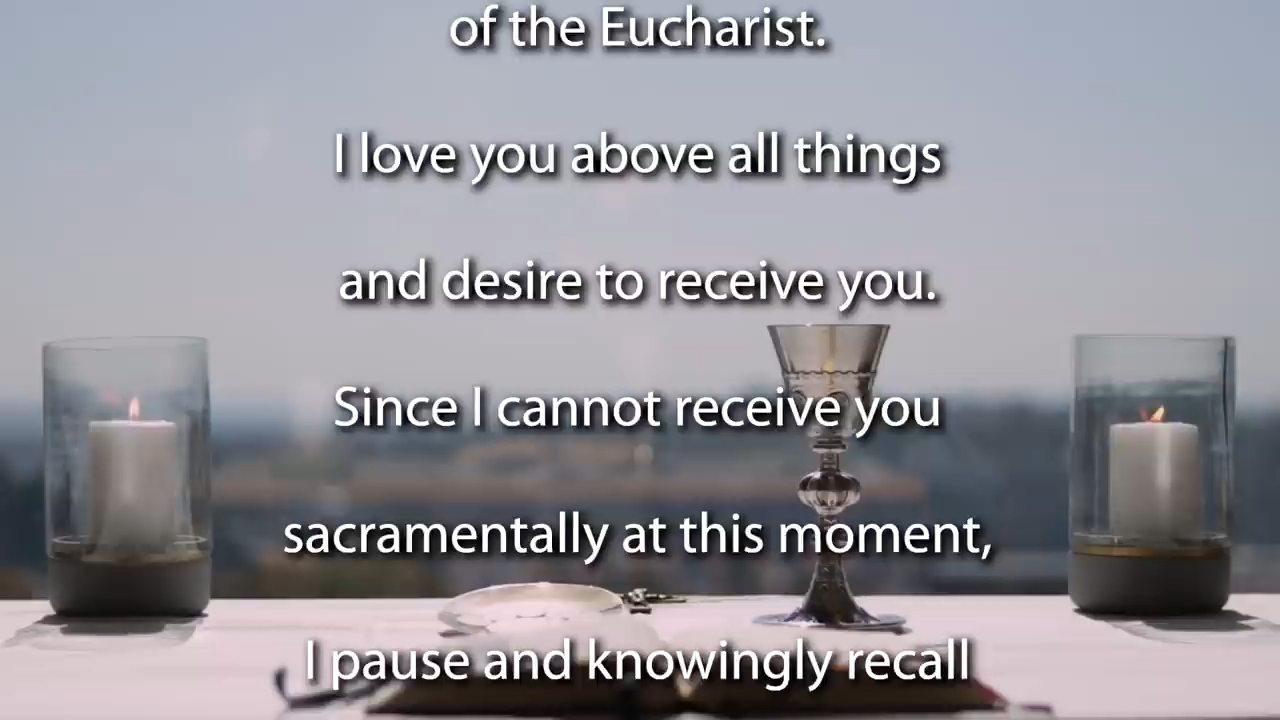 of the Eucharist.
I love you above all things
and desire to receive you.
Since I cannot receive you
sacramentally at this moment,
I pause and knowingly recall